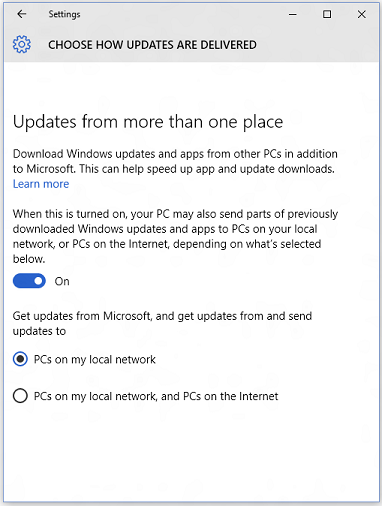 Settings
CHOOSE HOW UPDATES ARE DELIVERED
Updates from more than one place
Download Windows updates and apps from other PCs in addition
to Microsoft. This can help speed up app and update downloads.
Learn more
When this is turned on, your PC may also send parts of previously
downloaded Windows updates and apps to PCs on your local
network, or PCs on the Internet, depending on what's selected
below.
On
Get updates from Microsoft, and get updates from and send
updates to
PCs on my local network
PCs on my local network, and PCs on the Internet